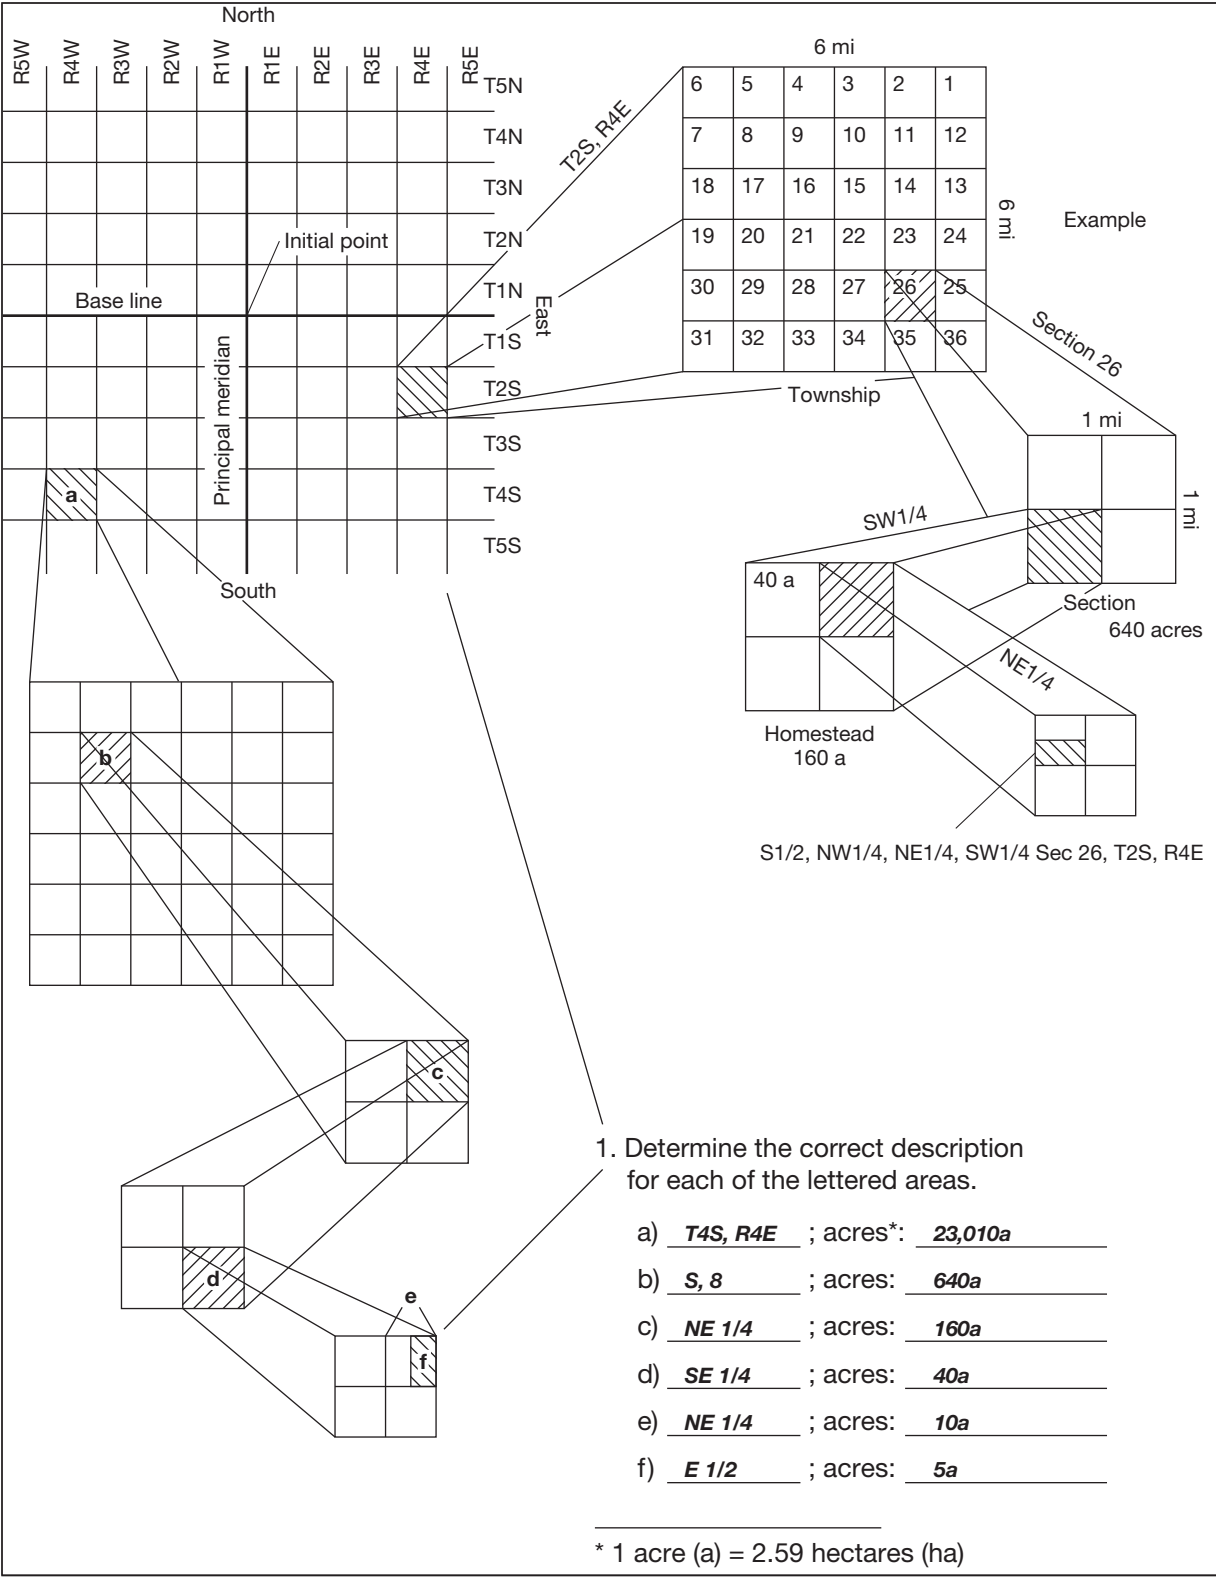 North
R5W R4W R3W R2W R1W R1E R2E R3E R4E R5E
T5N
T4N
T3N
T2N
T1N
T1S
T2S
T3S
T4S
T5S
Initial point
Base line
East
Principal meridian
a
South
T2S, R4E
6 mi
6 5 4 3 2 1
7 8 9 10 11 12
18 17 16 15 14 13
19 20 21 22 23 24
30 29 28 27 26 25
31 32 33 34 35 36
6 mi
Example
Township
Section 26
1 mi
1 mi
SW1/4
40 a
Section
640 acres
NE1/4
Homestead
160 a
S1/2, NW1/4, NE1/4, SW1/4 Sec 26, T2S, R4E
b
c
d
e
f
1. Determine the correct description
for each of the lettered areas.
a) T4S, R4E ; acres*: 23,010a
b) S, 8 ; acres: 640a
c) NE 1/4 ; acres: 160a
d) SE 1/4 ; acres: 40a
e) NE 1/4 ; acres: 10a
f) E 1/2 ; acres: 5a
* 1 acre (a) = 2.59 hectares (ha)